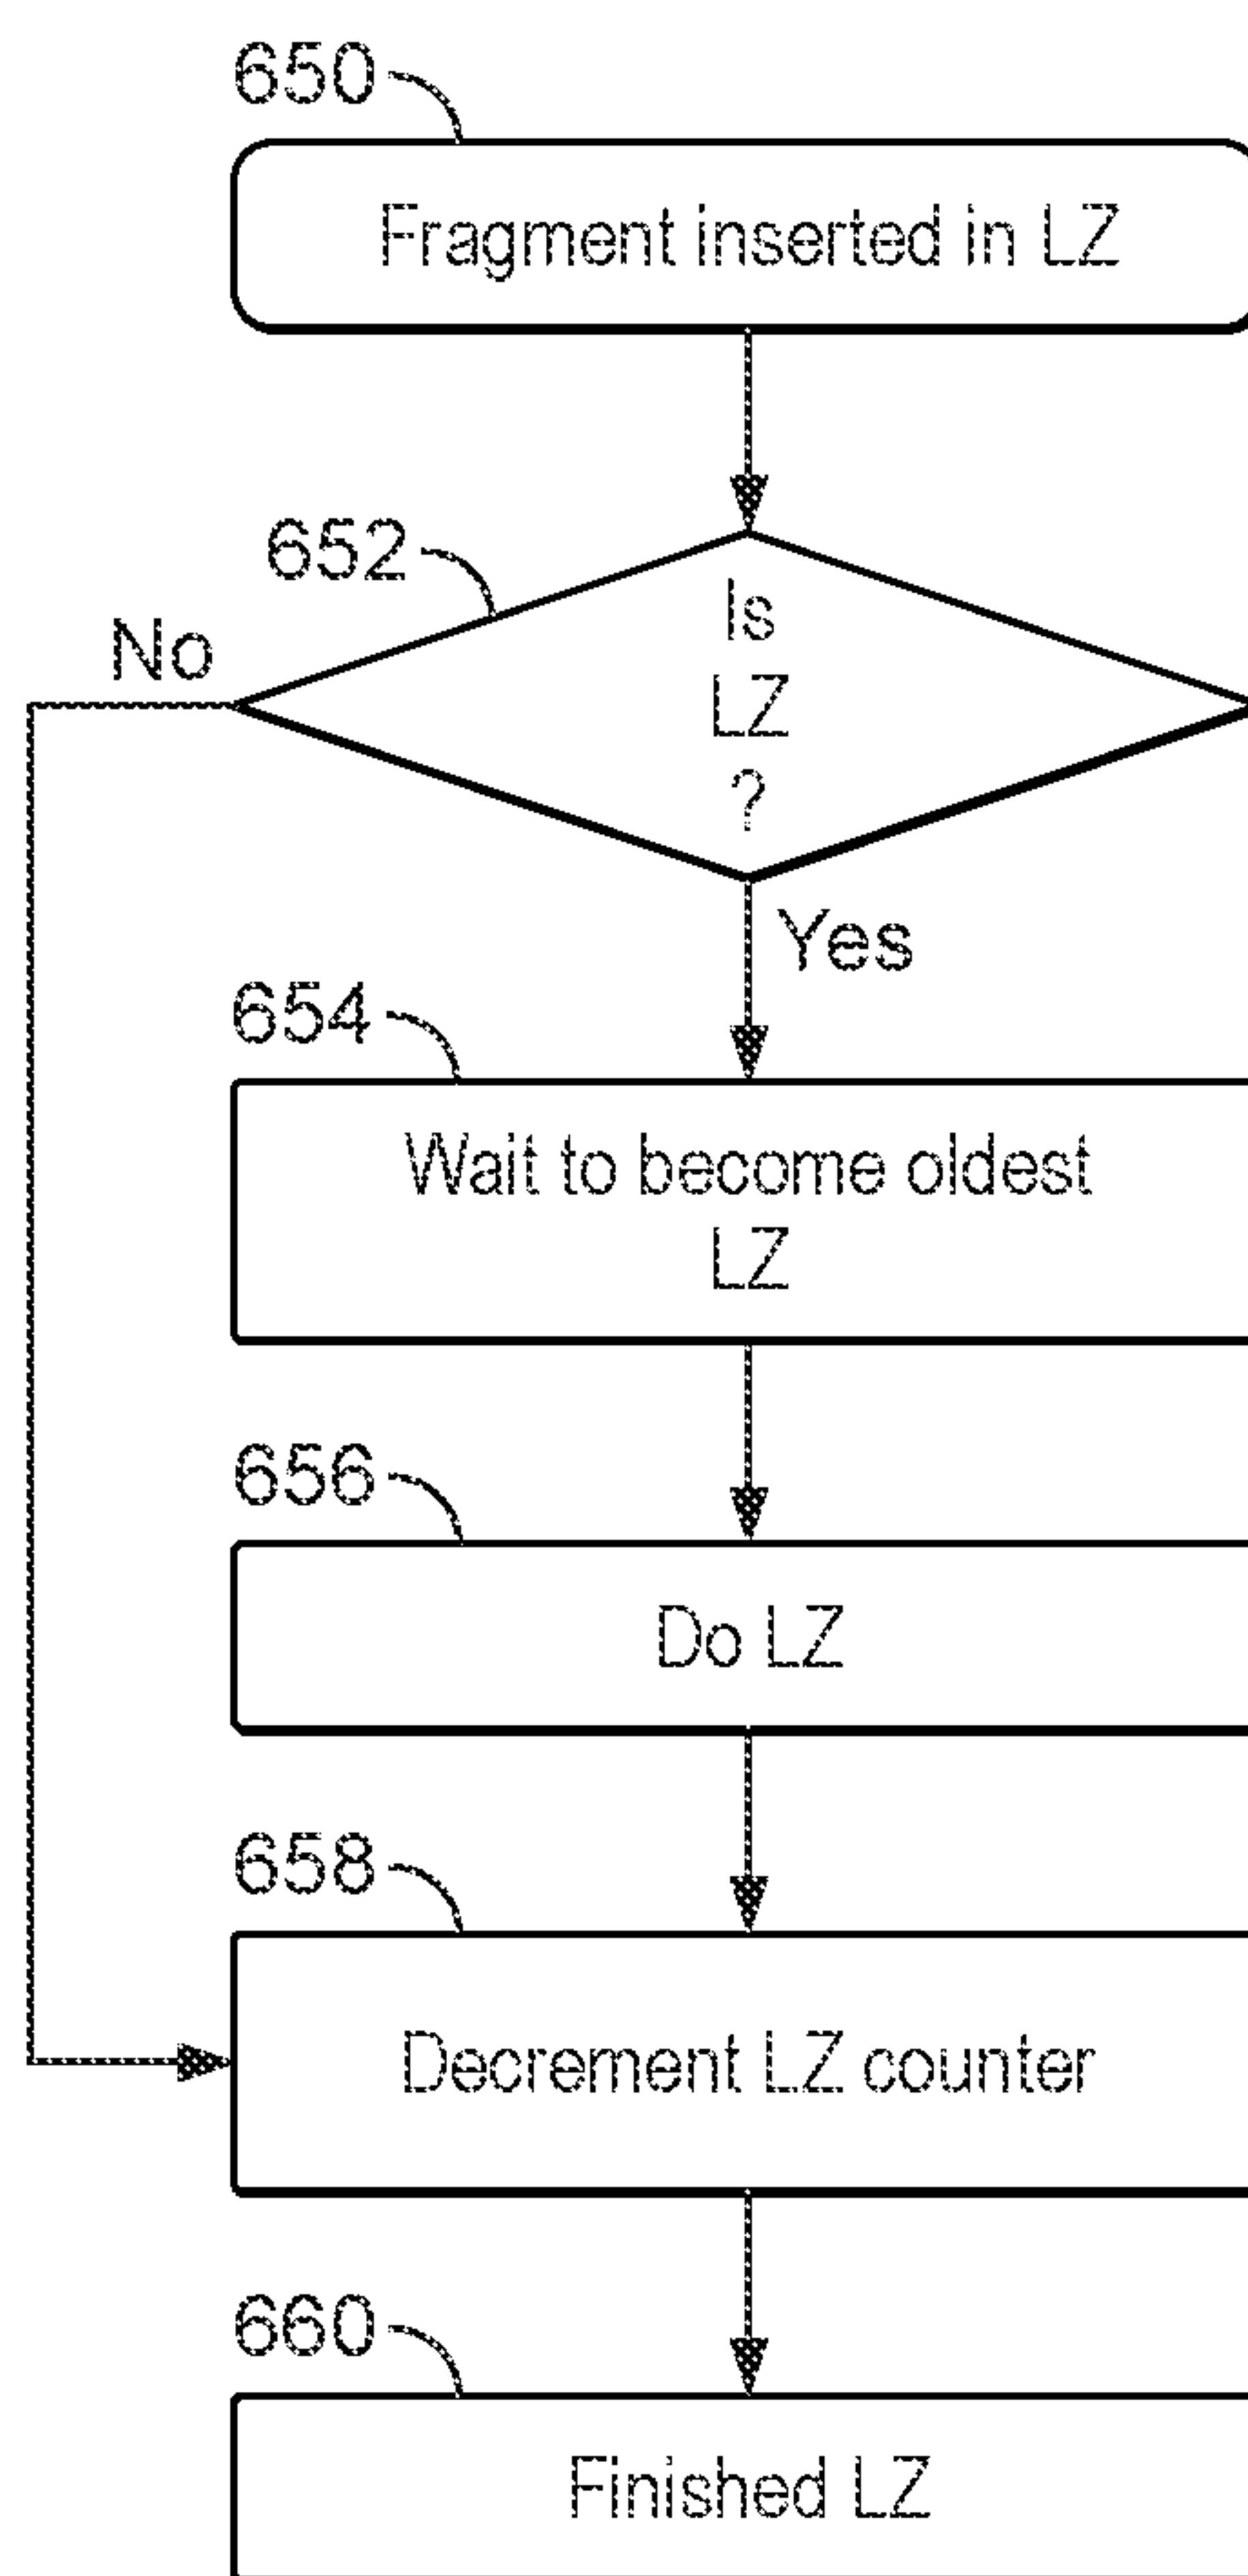 650
Fragment inserted in LZ
652
No
Is
LZ
?
Yes
654
Wait to become oldest
LZ
656
Do LZ
658
Decrement LZ counter
660
Finished LZ